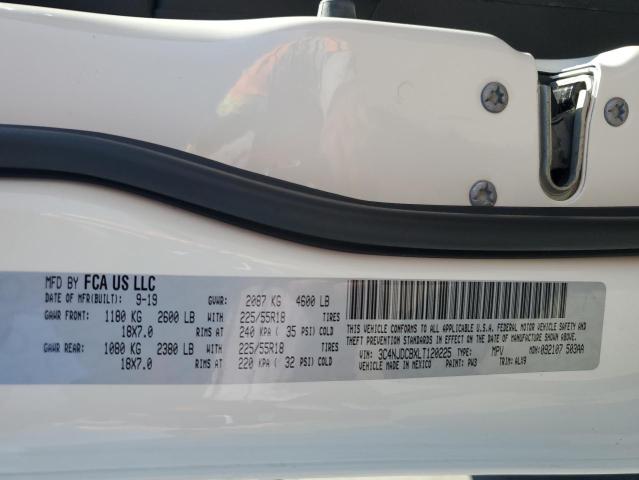 MFD BY FCA US LLC
DATE OF MFR(BUILT): 9-19 GVWR: 2087 KG 4600 LB
GAWR FRONT: 1180 KG 2600 LB WITH 225/55R18 TIRES
18X7.0 RIMS AT 240 KPA ( 35 PSI) COLD
GAWR REAR: 1080 KG 2380 LB WITH 225/55R18 TIRES
18X7.0 RIMS AT 220 KPA ( 32 PSI) COLD
THIS VEHICLE CONFORMS TO ALL APPLICABLE U.S.A. FEDERAL MOTOR VEHICLE SAFETY AND
THEFT PREVENTION STANDARDS IN EFFECT ON THE DATE OF MANUFACTURE SHOWN ABOVE.
VIN: 3C4NJDCBXLT120225 TYPE: MPV MDH: 092107 503AA
MADE IN MEXICO PAINT: PW3 TRIM: ALV9